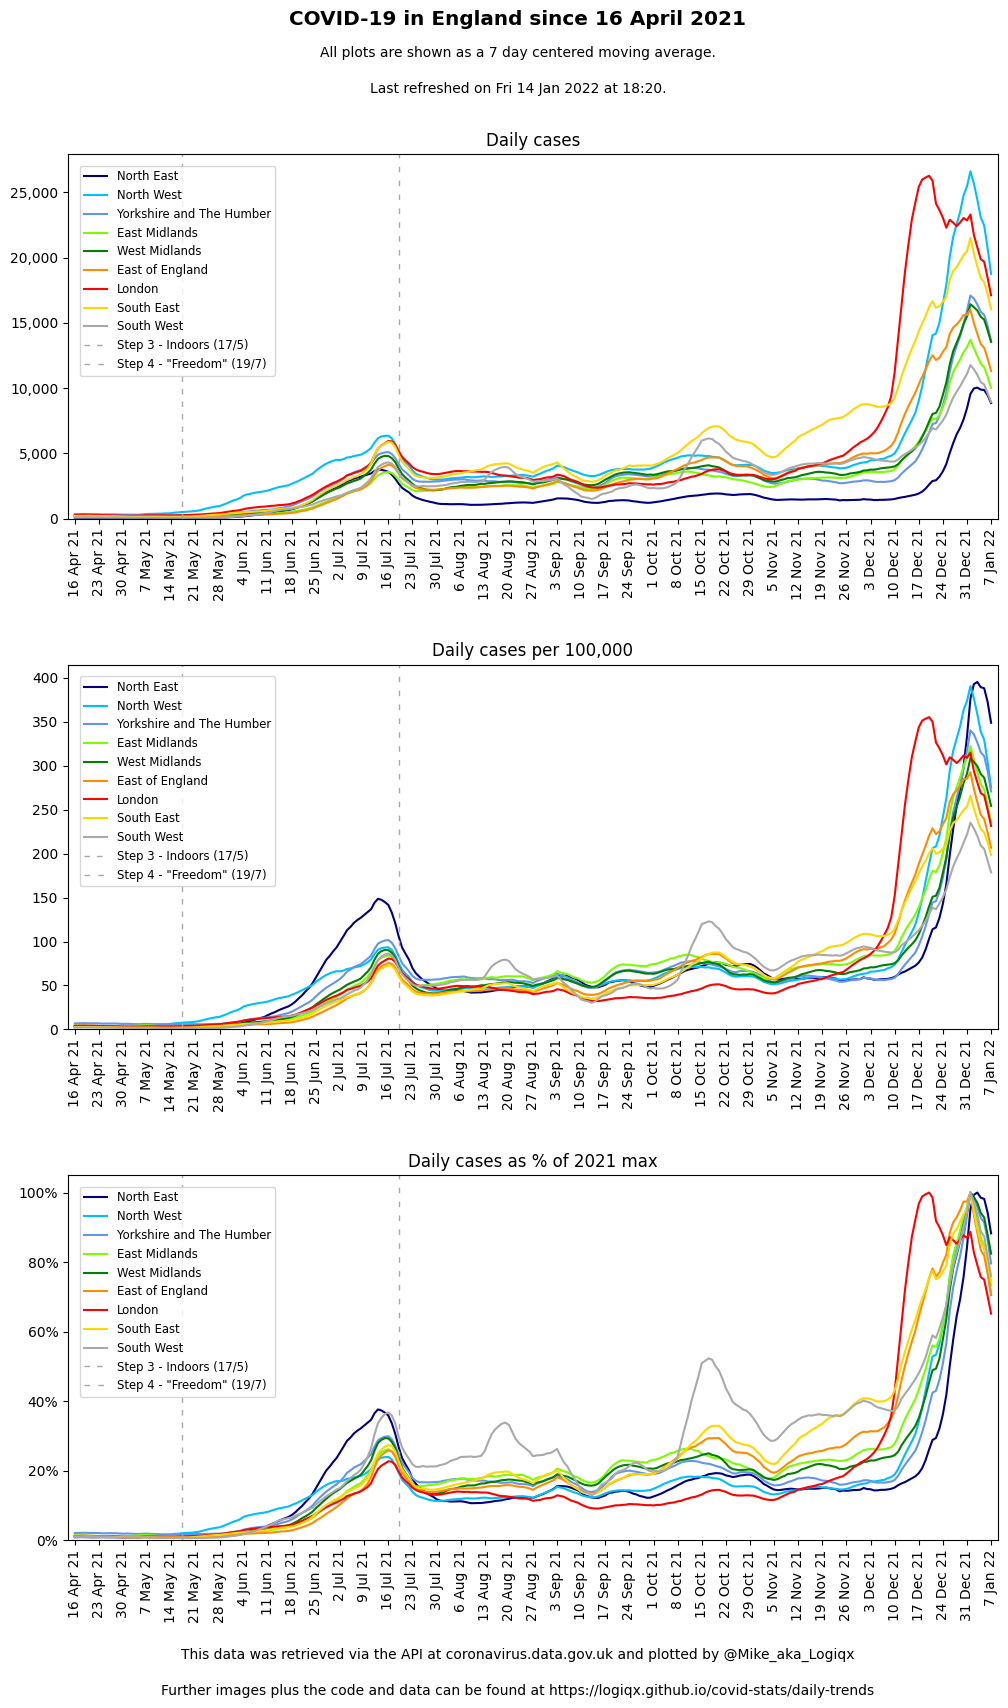 COVID-19 in England since 16 April 2021
All plots are shown as a 7 day centered moving average.
Last refreshed on Fri 14 Jan 2022 at 18:20.
Daily cases
25,000
20,000
15,000
10,000
5,000
0
North East
North West
Yorkshire and The Humber
East Midlands
West Midlands
East of England
London
South East
South West
Step 3 - Indoors (17/5)
Step 4 - "Freedom" (19/7)
16 Apr 21
23 Apr 21
30 Apr 21
7 May 21
14 May 21
21 May 21
28 May 21
4 Jun 21
11 Jun 21
18 Jun 21
25 Jun 21
2 Jul 21
9 Jul 21
16 Jul 21
23 Jul 21
30 Jul 21
6 Aug 21
13 Aug 21
20 Aug 21
27 Aug 21
3 Sep 21
10 Sep 21
17 Sep 21
24 Sep 21
1 Oct 21
8 Oct 21
15 Oct 21
22 Oct 21
29 Oct 21
5 Nov 21
12 Nov 21
19 Nov 21
26 Nov 21
3 Dec 21
10 Dec 21
17 Dec 21
24 Dec 21
31 Dec 21
7 Jan 22
Daily cases per 100,000
400
350
300
250
200
150
100
50
0
North East
North West
Yorkshire and The Humber
East Midlands
West Midlands
East of England
London
South East
South West
Step 3 - Indoors (17/5)
Step 4 - "Freedom" (19/7)
16 Apr 21
23 Apr 21
30 Apr 21
7 May 21
14 May 21
21 May 21
28 May 21
4 Jun 21
11 Jun 21
18 Jun 21
25 Jun 21
2 Jul 21
9 Jul 21
16 Jul 21
23 Jul 21
30 Jul 21
6 Aug 21
13 Aug 21
20 Aug 21
27 Aug 21
3 Sep 21
10 Sep 21
17 Sep 21
24 Sep 21
1 Oct 21
8 Oct 21
15 Oct 21
22 Oct 21
29 Oct 21
5 Nov 21
12 Nov 21
19 Nov 21
26 Nov 21
3 Dec 21
10 Dec 21
17 Dec 21
24 Dec 21
31 Dec 21
7 Jan 22
Daily cases as % of 2021 max
100%
80%
60%
40%
20%
0%
North East
North West
Yorkshire and The Humber
East Midlands
West Midlands
East of England
London
South East
South West
Step 3 - Indoors (17/5)
Step 4 - "Freedom" (19/7)
16 Apr 21
23 Apr 21
30 Apr 21
7 May 21
14 May 21
21 May 21
28 May 21
4 Jun 21
11 Jun 21
18 Jun 21
25 Jun 21
2 Jul 21
9 Jul 21
16 Jul 21
23 Jul 21
30 Jul 21
6 Aug 21
13 Aug 21
20 Aug 21
27 Aug 21
3 Sep 21
10 Sep 21
17 Sep 21
24 Sep 21
1 Oct 21
8 Oct 21
15 Oct 21
22 Oct 21
29 Oct 21
5 Nov 21
12 Nov 21
19 Nov 21
26 Nov 21
3 Dec 21
10 Dec 21
17 Dec 21
24 Dec 21
31 Dec 21
7 Jan 22
This data was retrieved via the API at coronavirus.data.gov.uk and plotted by @Mike_aka_Logiqx
Further images plus the code and data can be found at https://logiqx.github.io/covid-stats/daily-trends